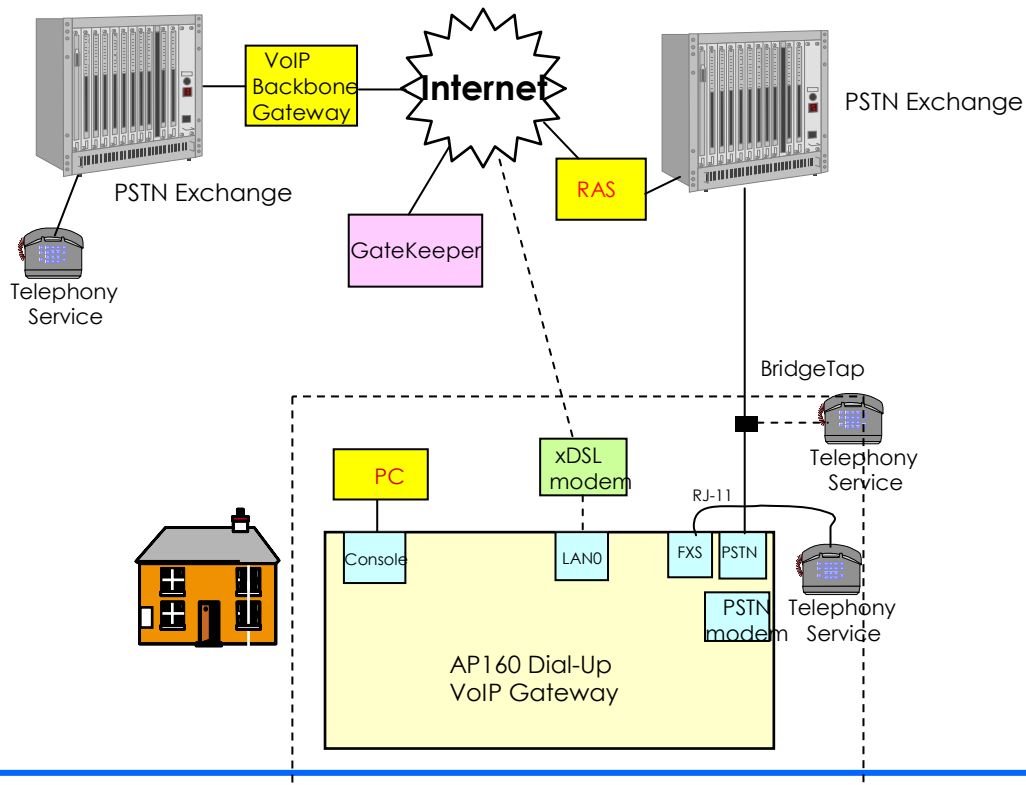 VoIP
Backbone
Gateway
Internet
PSTN Exchange
PSTN Exchange
RAS
GateKeeper
Telephony
Service
BridgeTap
Telephony
Service
PC
xDSL
modem
RJ-11
Console
LAN0
FXS
PSTN
PSTN
modem
Telephony
Service
AP160 Dial-Up
VoIP Gateway